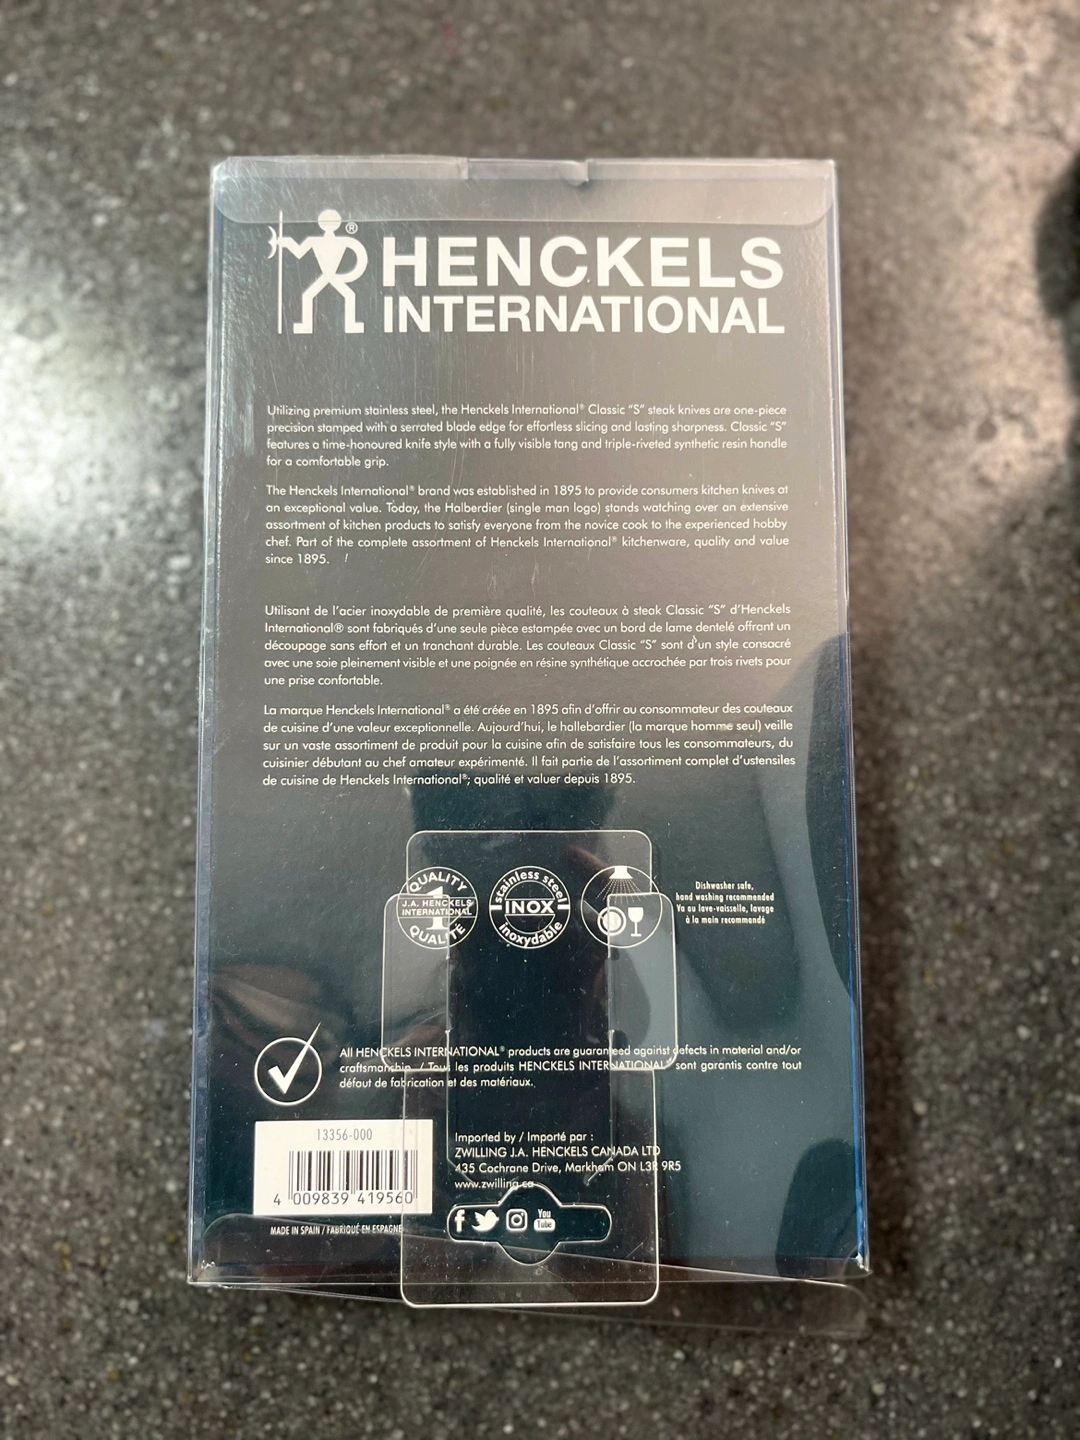 ®
HENCKELS
INTERNATIONAL
Utilizing premium stainless steel, the Henckels International® Classic "S" steak knives are one-piece
precision stamped with a serrated blade edge for effortless slicing and lasting sharpness. Classic "S"
features a time-honoured knife style with a fully visible tang and triple-riveted synthetic resin handle
for a comfortable grip.
The Henckels International® brand was established in 1895 to provide consumers kitchen knives at
an exceptional value. Today, the Halberdier (single man logo) stands watching over an extensive
assortment of kitchen products to satisfy everyone from the novice cook to the experienced hobby
chef. Part of the complete assortment of Henckels International® kitchenware, quality and value
since 1895.
Utilisant de l'acier inoxydable de première qualité, les couteaux à steak Classic "S" d'Henckels
International® sont fabriqués d'une seule pièce estampée avec un bord de lame dentelé offrant un
découpage sans effort et un tranchant durable. Les couteaux Classic "S" sont d'un style consacré
avec une soie pleinement visible et une poignée en résine synthétique accrochée par trois rivets pour
une prise confortable.
La marque Henckels International® a été créée en 1895 afin d'offrir au consommateur des couteaux
de cuisine d'une valeur exceptionnelle. Aujourd'hui, le hallebardier (la marque homme seul) veille
sur un vaste assortiment de produit pour la cuisine afin de satisfaire tous les consommateurs, du
cuisinier débutant au chef amateur expérimenté. Il fait partie de l'assortiment complet d'ustensiles
de cuisine de Henckels International®; qualité et valuer depuis 1895.
QUALITY
1
J.A. HENCKELS
INTERNATIONAL
QUALITÉ
stainless steel
INOX
inoxydable
Dishwasher safe,
hand washing recommended
Va au lave-vaisselle, lavage
à la main recommandé
All HENCKELS INTERNATIONAL® products are guaranteed against defects in material and/or
craftsmanship. / Tous les produits HENCKELS INTERNATIONAL® sont garantis contre tout
défaut de fabrication et des matériaux.
13356-000
4 009839 419560
MADE IN SPAIN / FABRIQUÉ EN ESPAGNE
Imported by / Importé par :
ZWILLING J.A. HENCKELS CANADA LTD
435 Cochrane Drive, Markham ON L3R 9R5
www.zwilling.ca
f
You
Tube